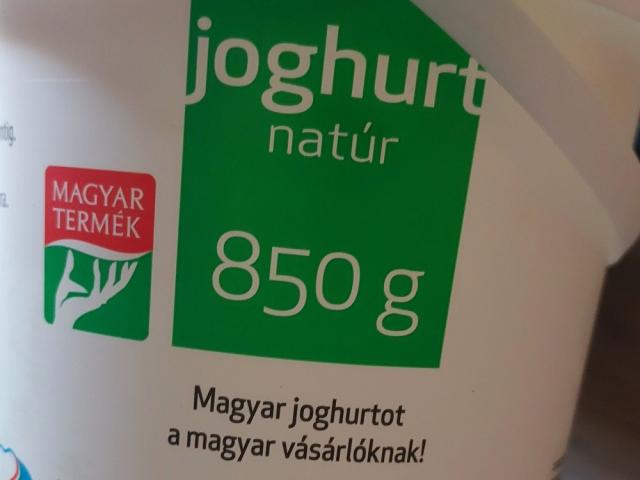 joghurt
natúr
MAGYAR
TERMÉK
850 g
Magyar joghurtot
a magyar vásárlóknak!